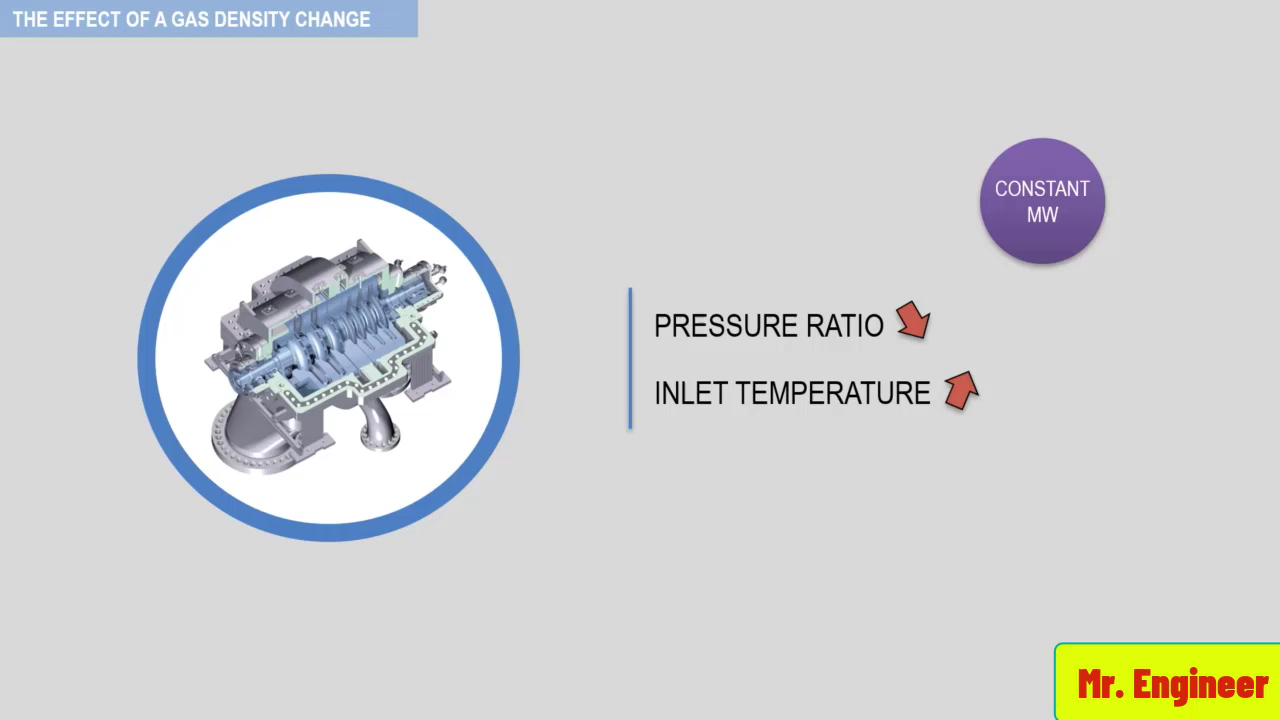 THE EFFECT OF A GAS DENSITY CHANGE
CONSTANT
MW
PRESSURE RATIO
INLET TEMPERATURE
Mr. Engineer